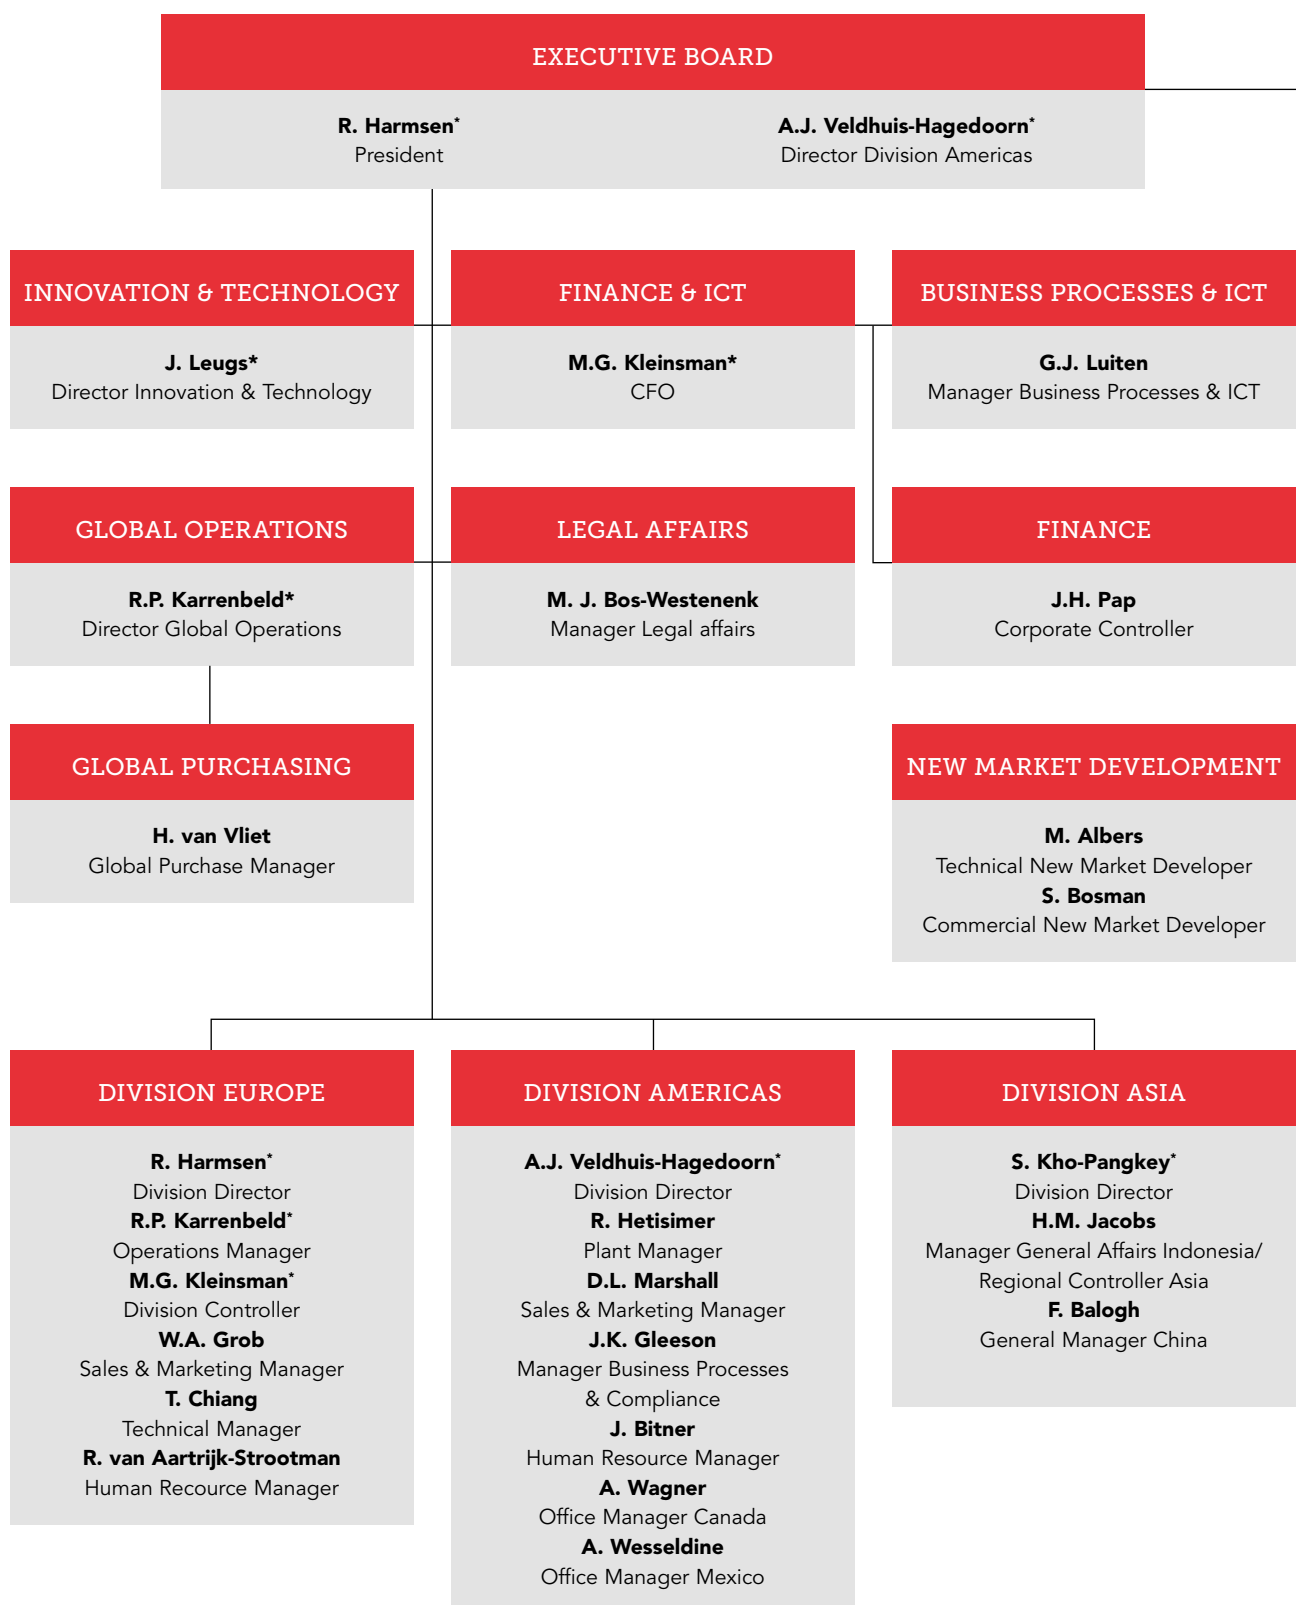 EXECUTIVE BOARD
R. Harmsen*
President
A.J. Veldhuis-Hagedoorn*
Director Division Americas
INNOVATION & TECHNOLOGY
J. Leugs*
Director Innovation & Technology
FINANCE & ICT
M.G. Kleinsman*
CFO
BUSINESS PROCESSES & ICT
G.J. Luiten
Manager Business Processes & ICT
GLOBAL OPERATIONS
R.P. Karrenbeld*
Director Global Operations
LEGAL AFFAIRS
M. J. Bos-Westenenk
Manager Legal affairs
FINANCE
J.H. Pap
Corporate Controller
GLOBAL PURCHASING
H. van Vliet
Global Purchase Manager
NEW MARKET DEVELOPMENT
M. Albers
Technical New Market Developer
S. Bosman
Commercial New Market Developer
DIVISION EUROPE
R. Harmsen*
Division Director
R.P. Karrenbeld*
Operations Manager
M.G. Kleinsman*
Division Controller
W.A. Grob
Sales & Marketing Manager
T. Chiang
Technical Manager
R. van Aartrijk-Strootman
Human Recource Manager
DIVISION AMERICAS
A.J. Veldhuis-Hagedoorn*
Division Director
R. Hetisimer
Plant Manager
D.L. Marshall
Sales & Marketing Manager
J.K. Gleeson
Manager Business Processes
& Compliance
J. Bitner
Human Resource Manager
A. Wagner
Office Manager Canada
A. Wesseldine
Office Manager Mexico
DIVISION ASIA
S. Kho-Pangkey*
Division Director
H.M. Jacobs
Manager General Affairs Indonesia/
Regional Controller Asia
F. Balogh
General Manager China